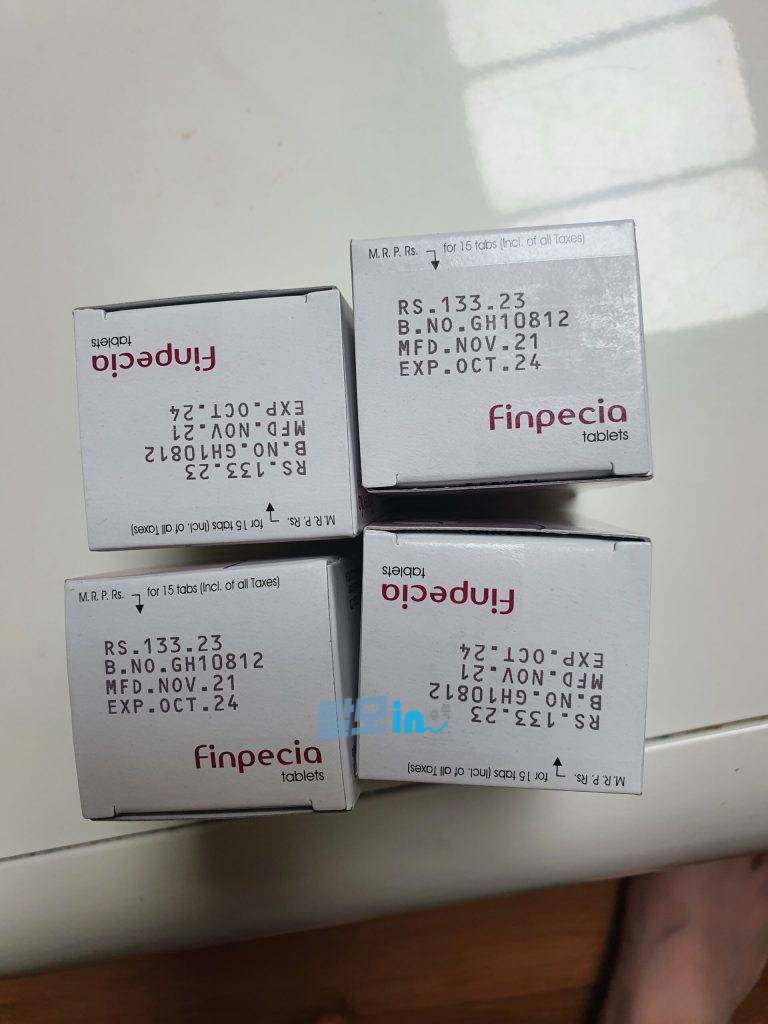 M.R.P. Rs. for 15 tabs (Incl. of all Taxes)
RS.133.23
B.NO.GH10812
MFD.NOV.21
EXP.OCT.24
Finpecia
tablets
M.R.P. Rs. for 15 tabs (Incl. of all Taxes)
RS.133.23
B.NO.GH10812
MFD.NOV.21
EXP.OCT.24
Finpecia
tablets
M.R.P. Rs. for 15 tabs (Incl. of all Taxes)
RS.133.23
B.NO.GH10812
MFD.NOV.21
EXP.OCT.24
Finpecia
tablets
M.R.P. Rs. for 15 tabs (Incl. of all Taxes)
RS.133.23
B.NO.GH10812
MFD.NOV.21
EXP.OCT.24
Finpecia
tablets
탈모in